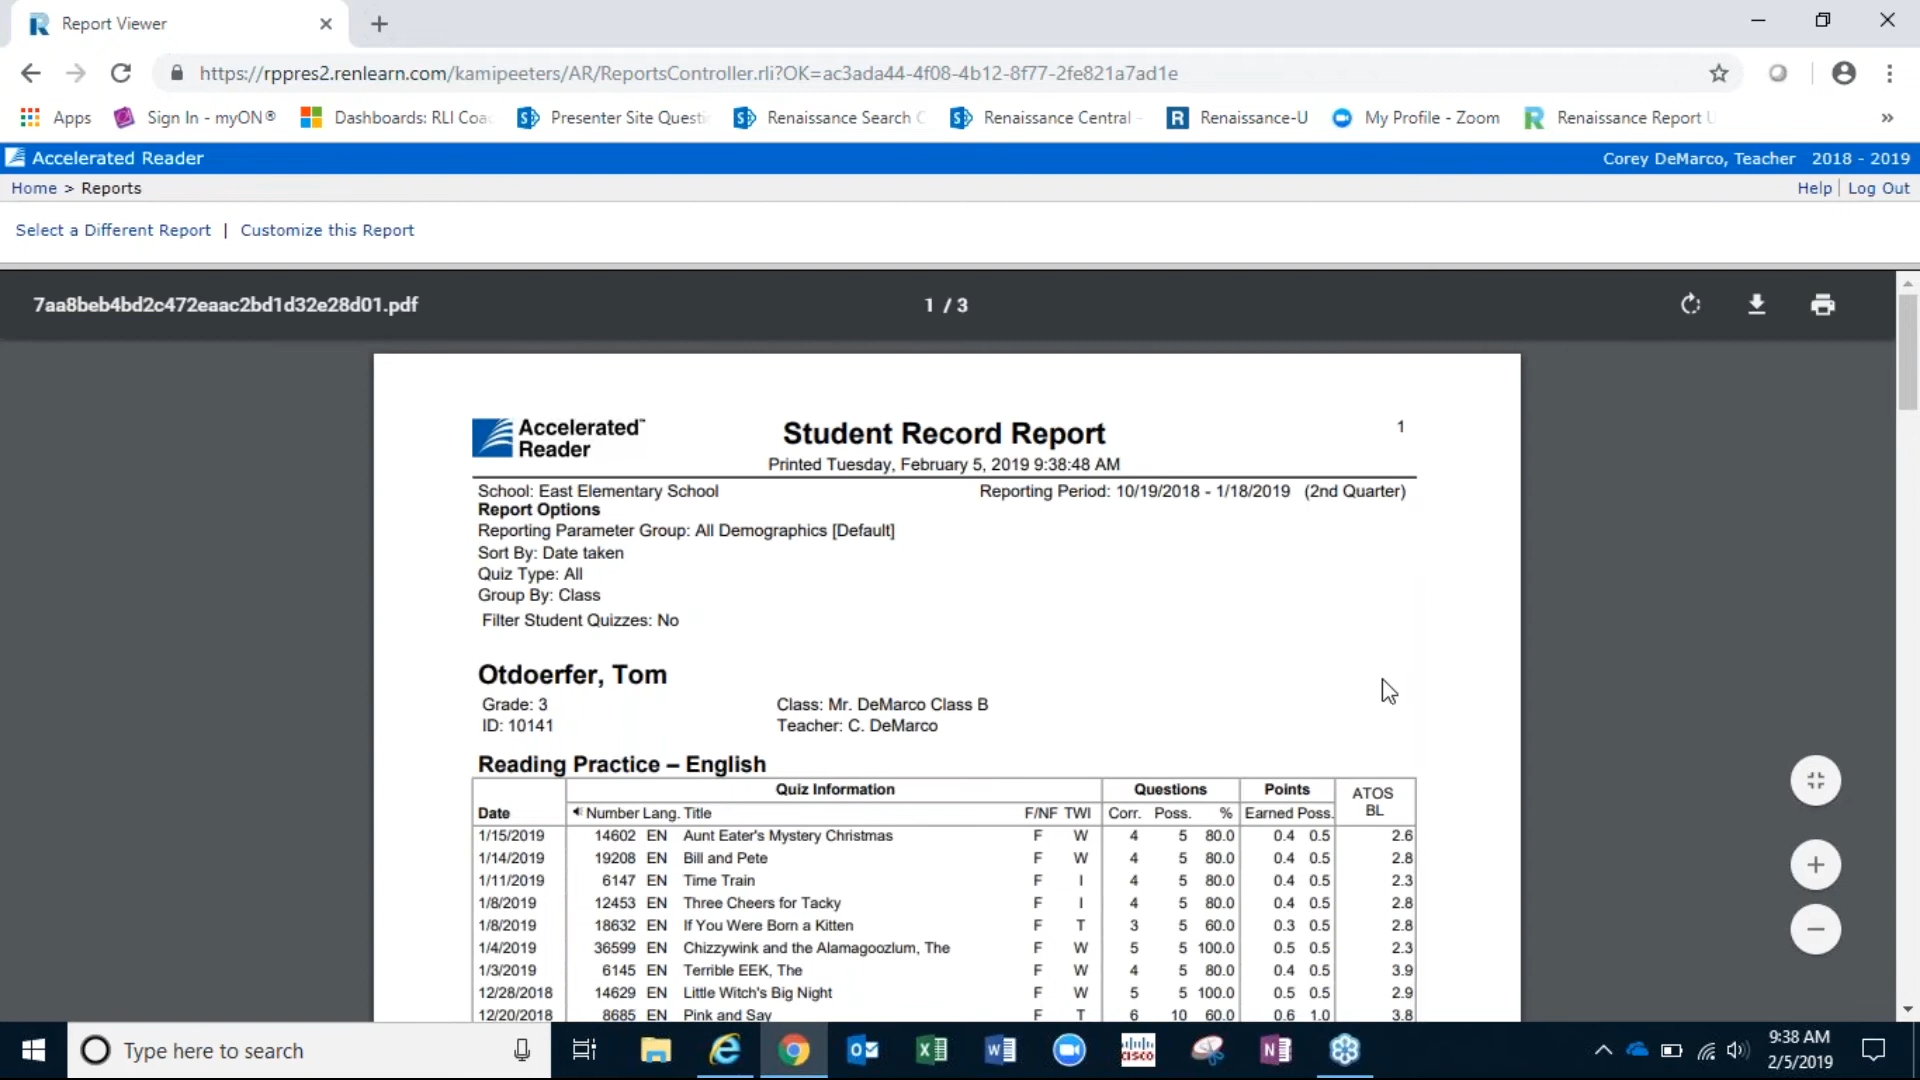 Report Viewer
https://rppres2.renlearn.com/kamipeeters/AR/ReportsController.rli?OK=ac3ada44-4f08-4b12-8f77-2fe821a7ad1e
Apps Sign In - myON® Dashboards: RLI Coa Presenter Site Questi Renaissance Search C Renaissance Central - Renaissance-U My Profile - Zoom Renaissance Report U »
Accelerated Reader Corey DeMarco, Teacher 2018 - 2019
Home > Reports Help | Log Out
Select a Different Report | Customize this Report
7aa8beb4bd2c472eaac2bd1d32e28d01.pdf 1 / 3
Accelerated™ Reader
Student Record Report 1
Printed Tuesday, February 5, 2019 9:38:48 AM
School: East Elementary School Reporting Period: 10/19/2018 - 1/18/2019 (2nd Quarter)
Report Options
Reporting Parameter Group: All Demographics [Default]
Sort By: Date taken
Quiz Type: All
Group By: Class
Filter Student Quizzes: No
Otdoerfer, Tom
Grade: 3 Class: Mr. DeMarco Class B
ID: 10141 Teacher: C. DeMarco
Reading Practice – English
Quiz Information Questions Points ATOS BL
Date Number Lang. Title F/NF TWI Corr. Poss. % Earned Poss.
1/15/2019 14602 EN Aunt Eater's Mystery Christmas F W 4 5 80.0 0.4 0.5 2.6
1/14/2019 19208 EN Bill and Pete F W 4 5 80.0 0.4 0.5 2.8
1/11/2019 6147 EN Time Train F I 4 5 80.0 0.4 0.5 2.3
1/8/2019 12453 EN Three Cheers for Tacky F I 4 5 80.0 0.4 0.5 2.8
1/8/2019 18632 EN If You Were Born a Kitten F T 3 5 60.0 0.3 0.5 2.8
1/4/2019 36599 EN Chizzywink and the Alamagoozlum, The F W 5 5 100.0 0.5 0.5 2.3
1/3/2019 6145 EN Terrible EEK, The F W 4 5 80.0 0.4 0.5 3.9
12/28/2018 14629 EN Little Witch's Big Night F W 5 5 100.0 0.5 0.5 2.9
12/20/2018 8685 EN Pink and Say F T 6 10 60.0 0.6 1.0 3.8
Type here to search
cisco
9:38 AM
2/5/2019